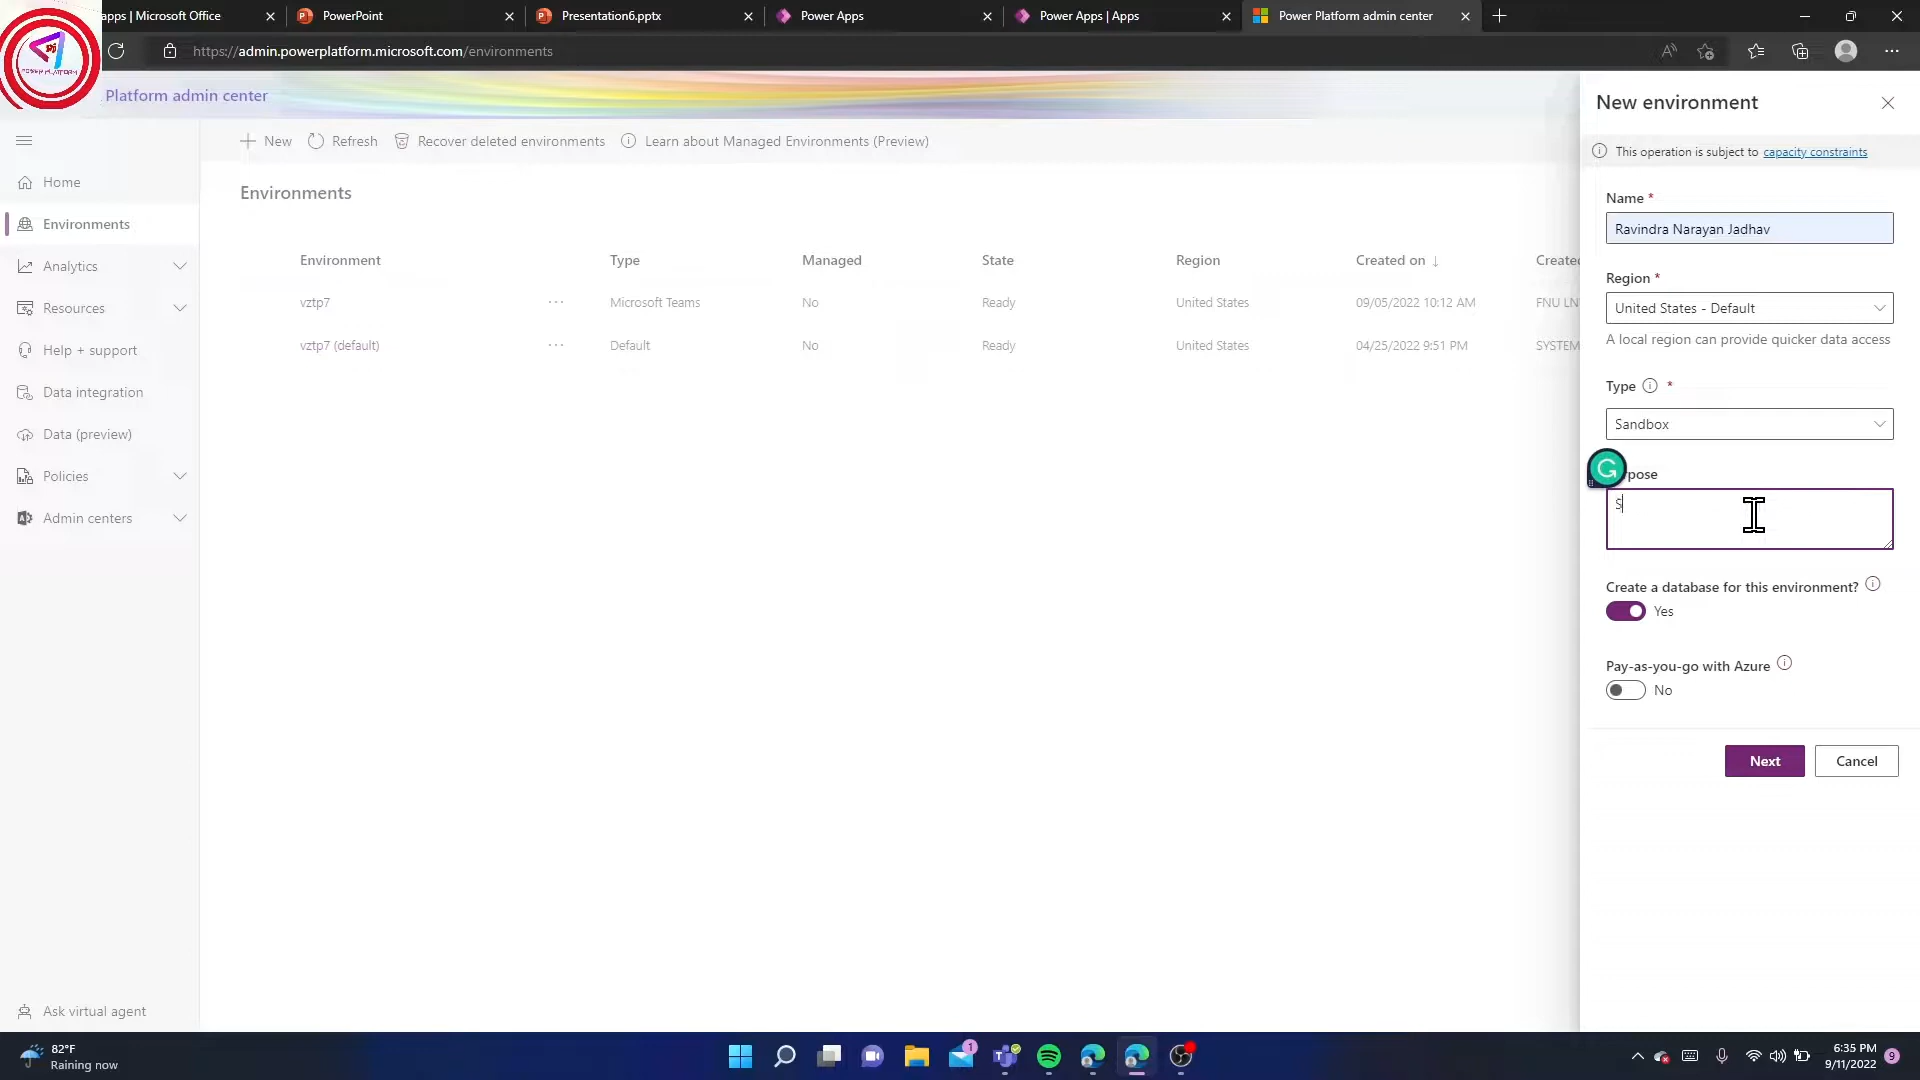 apps | Microsoft Office
PowerPoint
Presentation6.pptx
Power Apps
Power Apps | Apps
Power Platform admin center
https://admin.powerplatform.microsoft.com/environments
POWER PLATFORM
Platform admin center
New environment
New
Refresh
Recover deleted environments
Learn about Managed Environments (Preview)
This operation is subject to capacity constraints
Home
Environments
Analytics
Resources
Help + support
Data integration
Data (preview)
Policies
Admin centers
Ask virtual agent
Environments
Environment Type Managed State Region Created on ↓ Created
vztp7 ··· Microsoft Teams No Ready United States 09/05/2022 10:12 AM FNU LN
vztp7 (default) ··· Default No Ready United States 04/25/2022 9:51 PM SYSTEM
Name *
Ravindra Narayan Jadhav
Region *
United States - Default
A local region can provide quicker data access
Type *
Sandbox
pose
S
Create a database for this environment?
Yes
Pay-as-you-go with Azure
No
Next
Cancel
82°F
Raining now
1
6:35 PM
9/11/2022
9